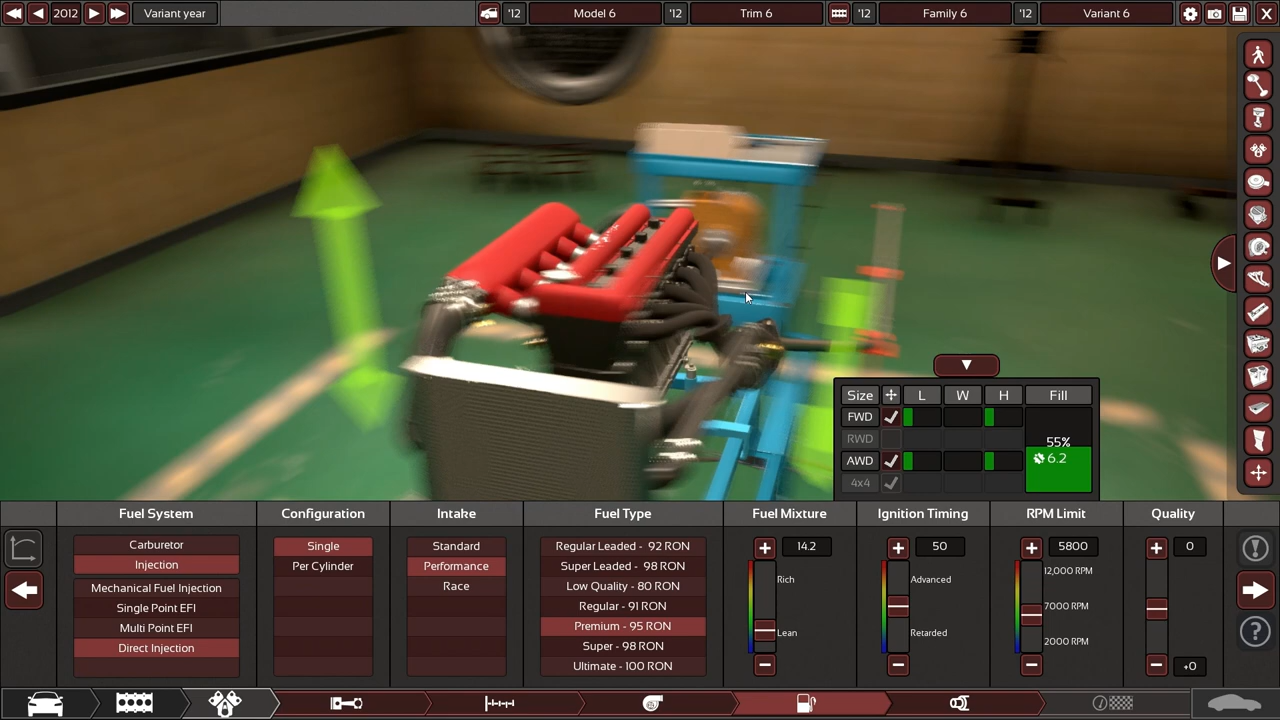 2012 Variant year '12 Model 6 '12 Trim 6 '12 Family 6 '12 Variant 6
Size L W H Fill
FWD
RWD
AWD
4x4
55%
6.2
Fuel System
Carburetor
Injection
Mechanical Fuel Injection
Single Point EFI
Multi Point EFI
Direct Injection
Configuration
Single
Per Cylinder
Intake
Standard
Performance
Race
Fuel Type
Regular Leaded - 92 RON
Super Leaded - 98 RON
Low Quality - 80 RON
Regular - 91 RON
Premium - 95 RON
Super - 98 RON
Ultimate - 100 RON
Fuel Mixture
14.2
Rich
Lean
Ignition Timing
50
Advanced
Retarded
RPM Limit
5800
12,000 RPM
7000 RPM
2000 RPM
Quality
0
+0